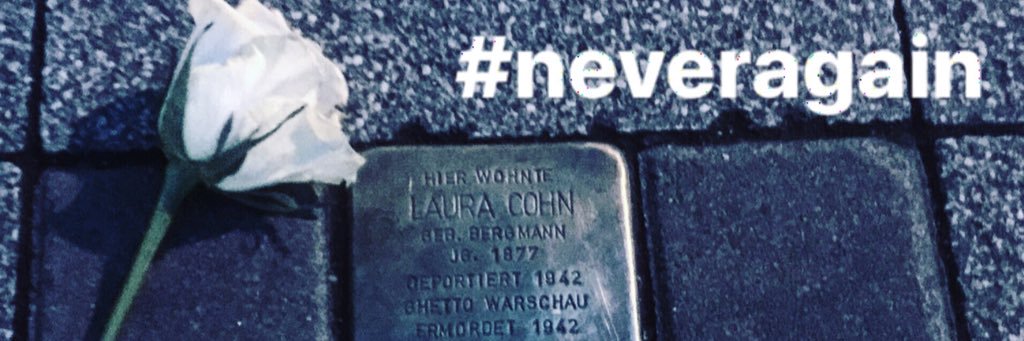 #neveragain
HIER WOHNTE
LAURA COHN
GEB. BERGMANN
JG. 1877
DEPORTIERT 1942
GHETTO WARSCHAU
ERMORDET 1942